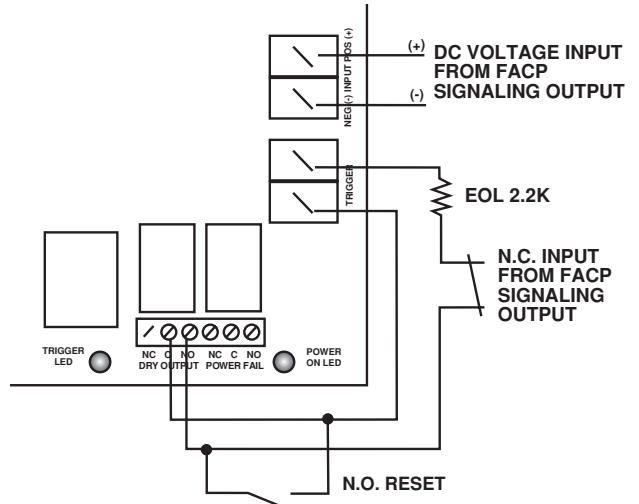 (+) DC VOLTAGE INPUT
FROM FACP
(-) SIGNALING OUTPUT
NEG (-) INPUT POS (+)
TRIGGER
EOL 2.2K
N.C. INPUT
FROM FACP
SIGNALING
OUTPUT
TRIGGER
LED
NC C NO NC C NO
DRY OUTPUT POWER FAIL
POWER
ON LED
N.O. RESET